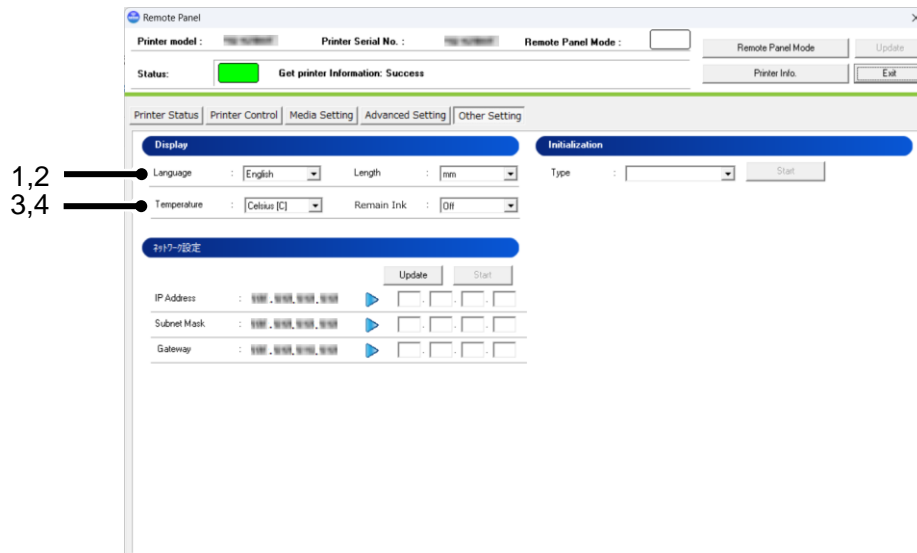 Remote Panel
Printer model : Printer Serial No. : Remote Panel Mode :
Remote Panel Mode Update
Status: Get printer Information: Success
Printer Info. Exit
Printer Status Printer Control Media Setting Advanced Setting Other Setting
Display Initialization
1,2 Language : English Length : mm Type : Start
3,4 Temperature : Celsius [C] Remain Ink : Off
ネットワーク設定
Update Start
IP Address :
Subnet Mask :
Gateway :